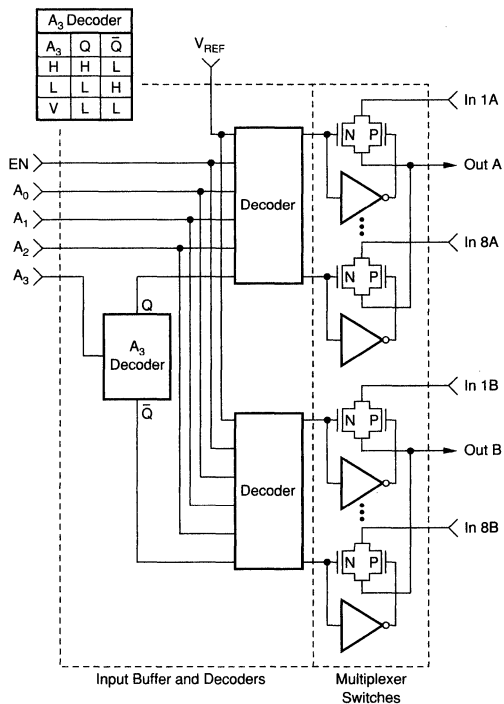 A₃ Decoder
A₃ Q Q̄
H H L
L L H
V L L
V_REF
In 1A
N P
EN
Out A
A₀
Decoder
A₁
A₂
In 8A
A₃
N P
Q
A₃
Decoder
Q̄
In 1B
N P
Out B
Decoder
In 8B
N P
Input Buffer and Decoders
Multiplexer
Switches